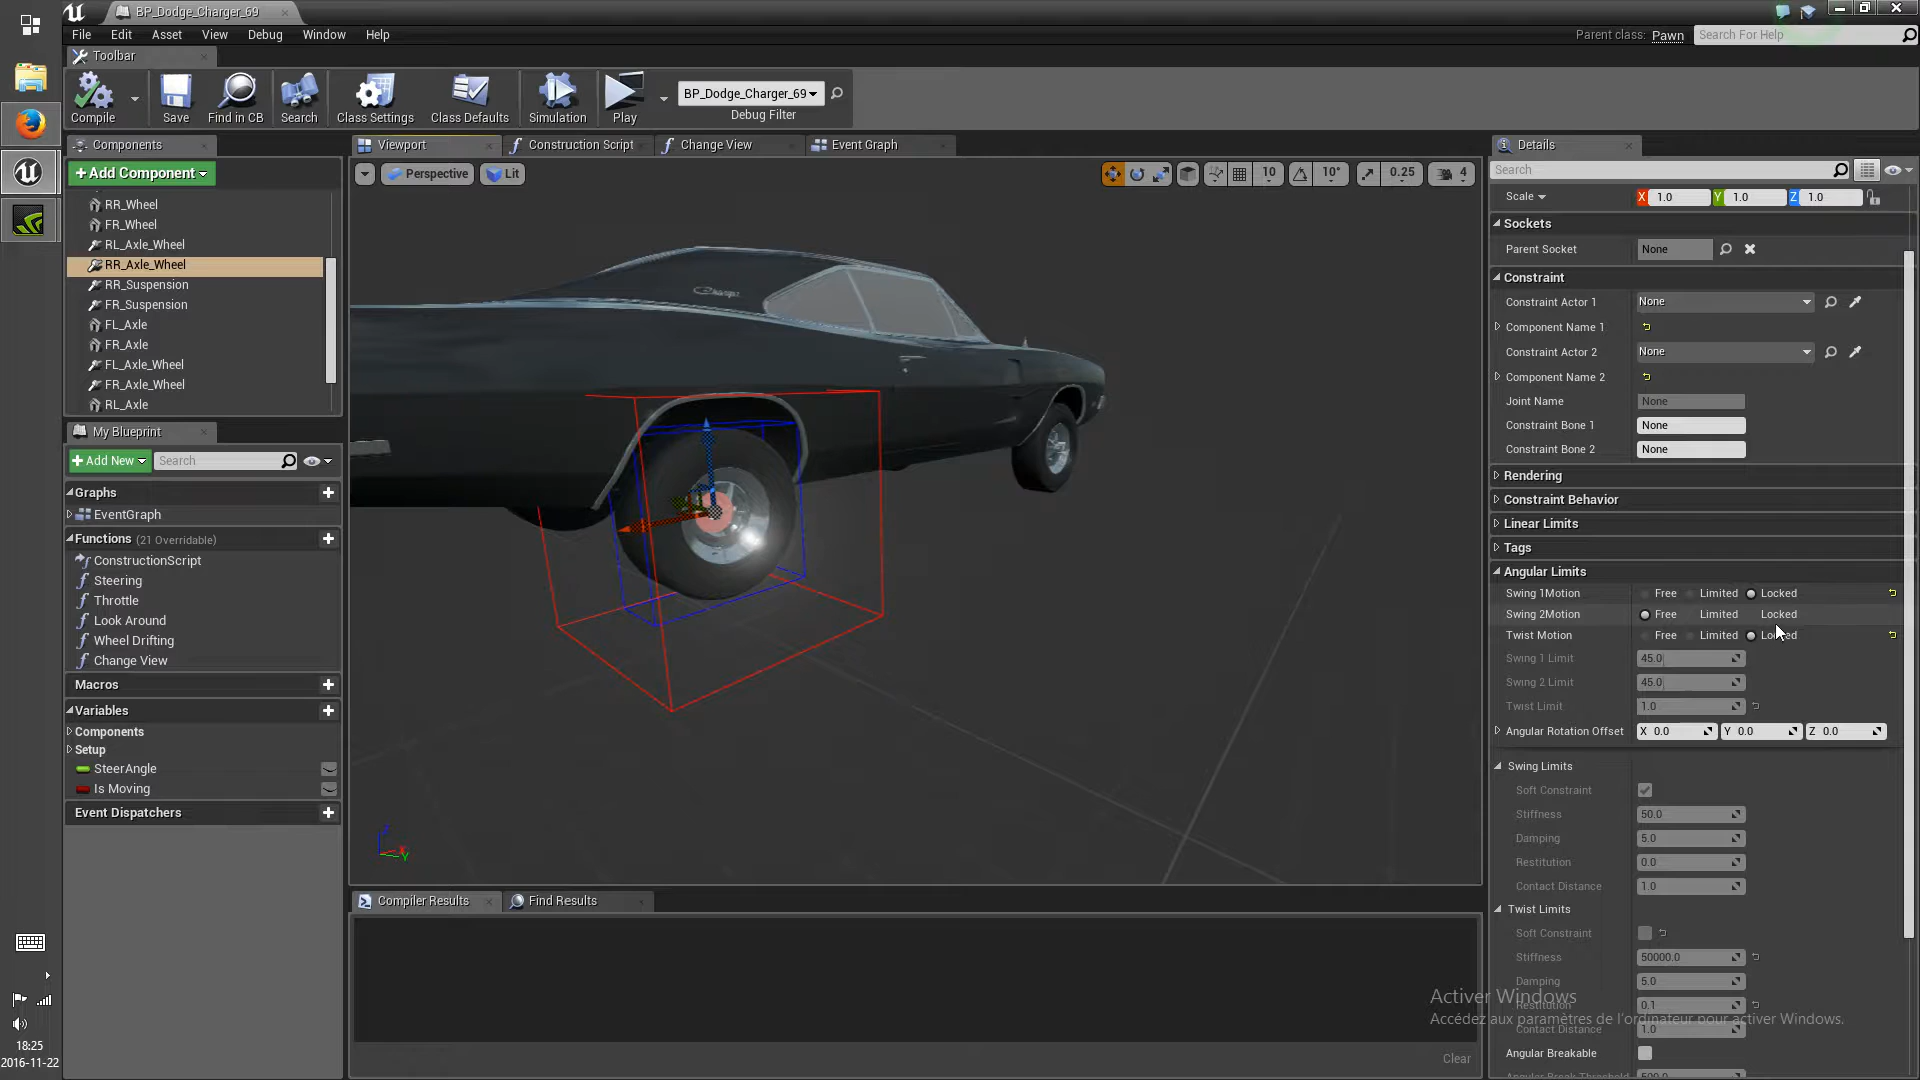 BP_Dodge_Charger_69
File Edit Asset View Debug Window Help
Parent class: Pawn Search For Help
Toolbar
Compile Save Find in CB Search Class Settings Class Defaults Simulation Play
BP_Dodge_Charger_69
Debug Filter
Components
+Add Component
RR_Wheel
FR_Wheel
RL_Axle_Wheel
RR_Axle_Wheel
RR_Suspension
FR_Suspension
FL_Axle
FR_Axle
FL_Axle_Wheel
FR_Axle_Wheel
RL_Axle
My Blueprint
+Add New Search
Graphs
EventGraph
Functions (21 Overridable)
ConstructionScript
Steering
Throttle
Look Around
Wheel Drifting
Change View
Macros
Variables
Components
Setup
SteerAngle
Is Moving
Event Dispatchers
Viewport Construction Script Change View Event Graph
Perspective Lit
10 10° 0.25 4
Compiler Results Find Results
Clear
Details
Search
Scale X 1.0 Y 1.0 Z 1.0
Sockets
Parent Socket None
Constraint
Constraint Actor 1 None
Component Name 1
Constraint Actor 2 None
Component Name 2
Joint Name None
Constraint Bone 1 None
Constraint Bone 2 None
Rendering
Constraint Behavior
Linear Limits
Tags
Angular Limits
Swing 1Motion Free Limited Locked
Swing 2Motion Free Limited Locked
Twist Motion Free Limited Locked
Swing 1 Limit 45.0
Swing 2 Limit 45.0
Twist Limit 1.0
Angular Rotation Offset X 0.0 Y 0.0 Z 0.0
Swing Limits
Soft Constraint
Stiffness 50.0
Damping 5.0
Restitution 0.0
Contact Distance 1.0
Twist Limits
Soft Constraint
Stiffness 50000.0
Damping 5.0
Restitution 0.1
Contact Distance 1.0
Angular Breakable
Angular Break Threshold 500.0
Activer Windows
Accédez aux paramètres de l'ordinateur pour activer Windows.
18:25
2016-11-22